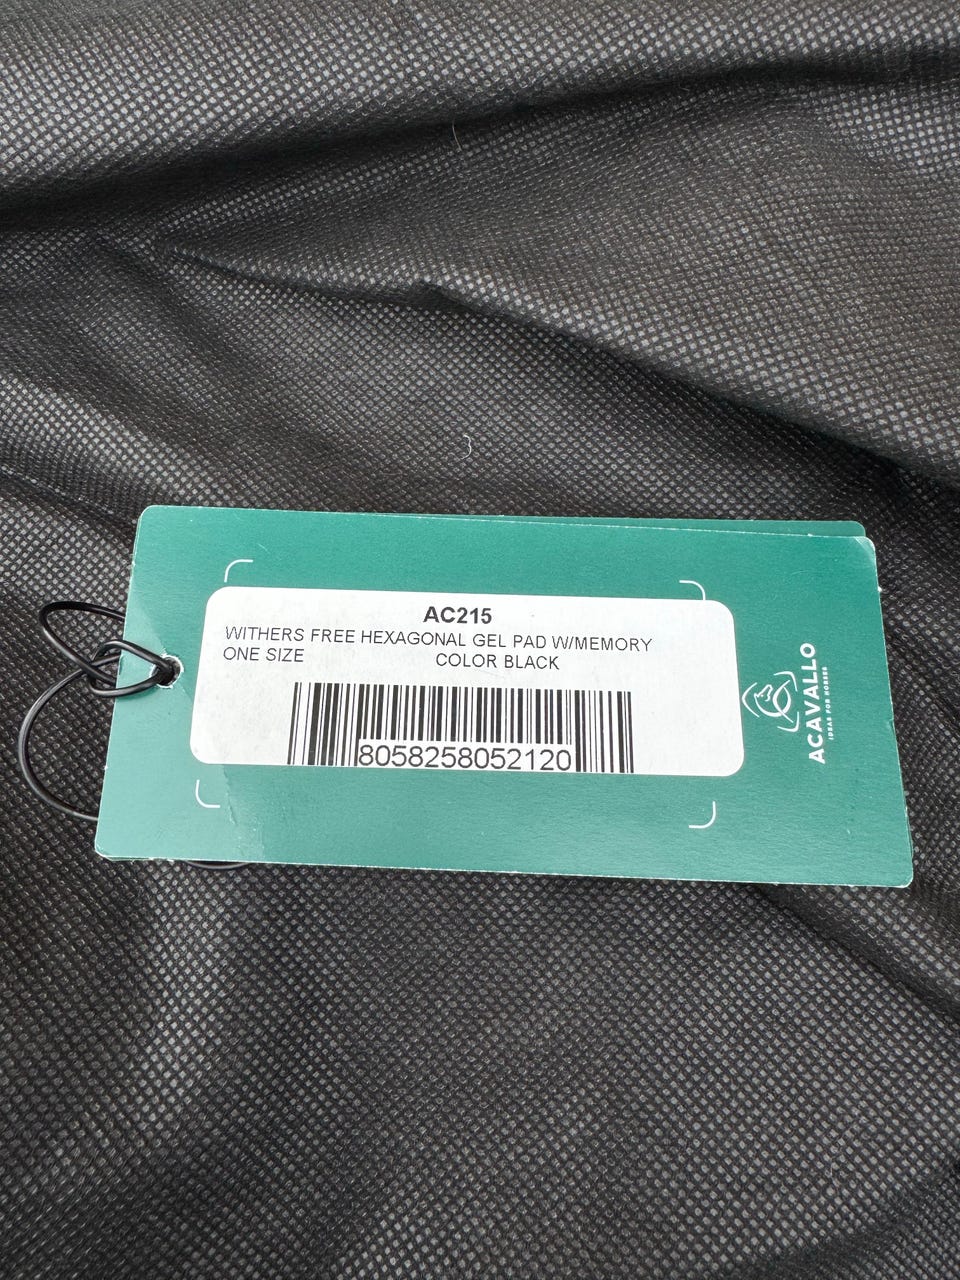 AC215
WITHERS FREE HEXAGONAL GEL PAD W/MEMORY
ONE SIZE COLOR BLACK
8058258052120
ACAVALLO
IDEAS FOR HORSES